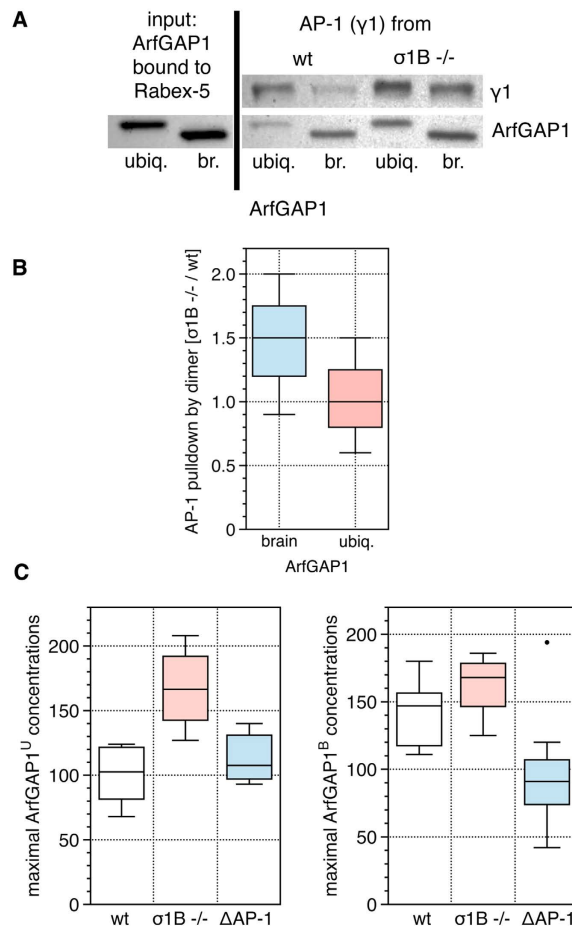 A
input:
ArfGAP1
bound to
Rabex-5
AP-1 (γ1) from
wt σ1B -/-
γ1
ArfGAP1
ubiq. br. ubiq. br. ubiq. br.
ArfGAP1
B
AP-1 pulldown by dimer [σ1B -/- / wt]
2.0
1.5
1.0
0.5
0
brain ubiq.
ArfGAP1
C
maximal ArfGAP1ᵁ concentrations
200
150
100
50
0
wt σ1B -/- ΔAP-1
maximal ArfGAP1ᴮ concentrations
200
150
100
50
0
wt σ1B -/- ΔAP-1